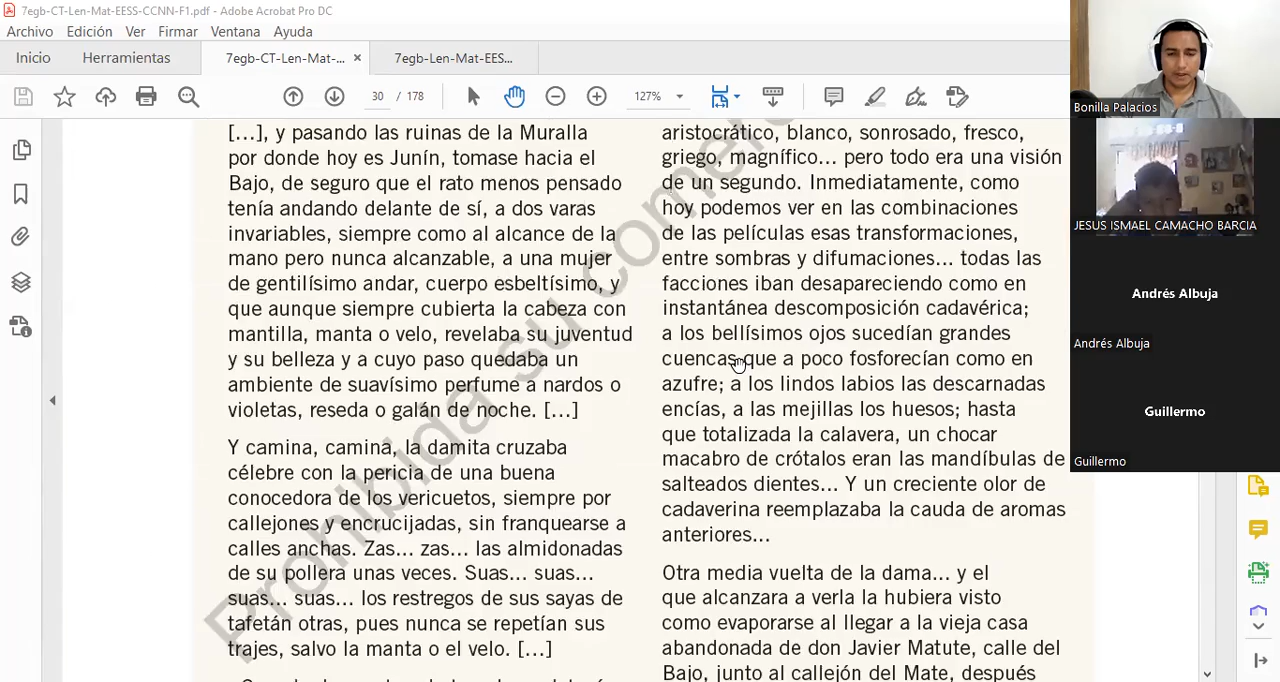 7egb-CT-Len-Mat-EESS-CCNN-F1.pdf - Adobe Acrobat Pro DC
Archivo Edición Ver Firmar Ventana Ayuda
Inicio Herramientas 7egb-CT-Len-Mat-... × 7egb-Len-Mat-EES...
30 / 178 127%
[...], y pasando las ruinas de la Muralla
por donde hoy es Junín, tomase hacia el
Bajo, de seguro que el rato menos pensado
tenía andando delante de sí, a dos varas
invariables, siempre como al alcance de la
mano pero nunca alcanzable, a una mujer
de gentilísimo andar, cuerpo esbeltísimo, y
que aunque siempre cubierta la cabeza con
mantilla, manta o velo, revelaba su juventud
y su belleza y a cuyo paso quedaba un
ambiente de suavísimo perfume a nardos o
violetas, reseda o galán de noche. [...]
Y camina, camina, la damita cruzaba
célebre con la pericia de una buena
conocedora de los vericuetos, siempre por
callejones y encrucijadas, sin franquearse a
calles anchas. Zas... zas... las almidonadas
de su pollera unas veces. Suas... suas...
suas... suas... los restregos de sus sayas de
tafetán otras, pues nunca se repetían sus
trajes, salvo la manta o el velo. [...]
aristocrático, blanco, sonrosado, fresco,
griego, magnífico... pero todo era una visión
de un segundo. Inmediatamente, como
hoy podemos ver en las combinaciones
de las películas esas transformaciones,
entre sombras y difumaciones... todas las
facciones iban desapareciendo como en
instantánea descomposición cadavérica;
a los bellísimos ojos sucedían grandes
cuencas que a poco fosforecían como en
azufre; a los lindos labios las descarnadas
encías, a las mejillas los huesos; hasta
que totalizada la calavera, un chocar
macabro de crótalos eran las mandíbulas de
salteados dientes... Y un creciente olor de
cadaverina reemplazaba la cauda de aromas
anteriores...
Otra media vuelta de la dama... y el
que alcanzara a verla la hubiera visto
como evaporarse al llegar a la vieja casa
abandonada de don Javier Matute, calle del
Bajo, junto al callejón del Mate, después
Prohibida su comer
Bonilla Palacios
JESUS ISMAEL CAMACHO BARCIA
Andrés Albuja
Andrés Albuja
Guillermo
Guillermo